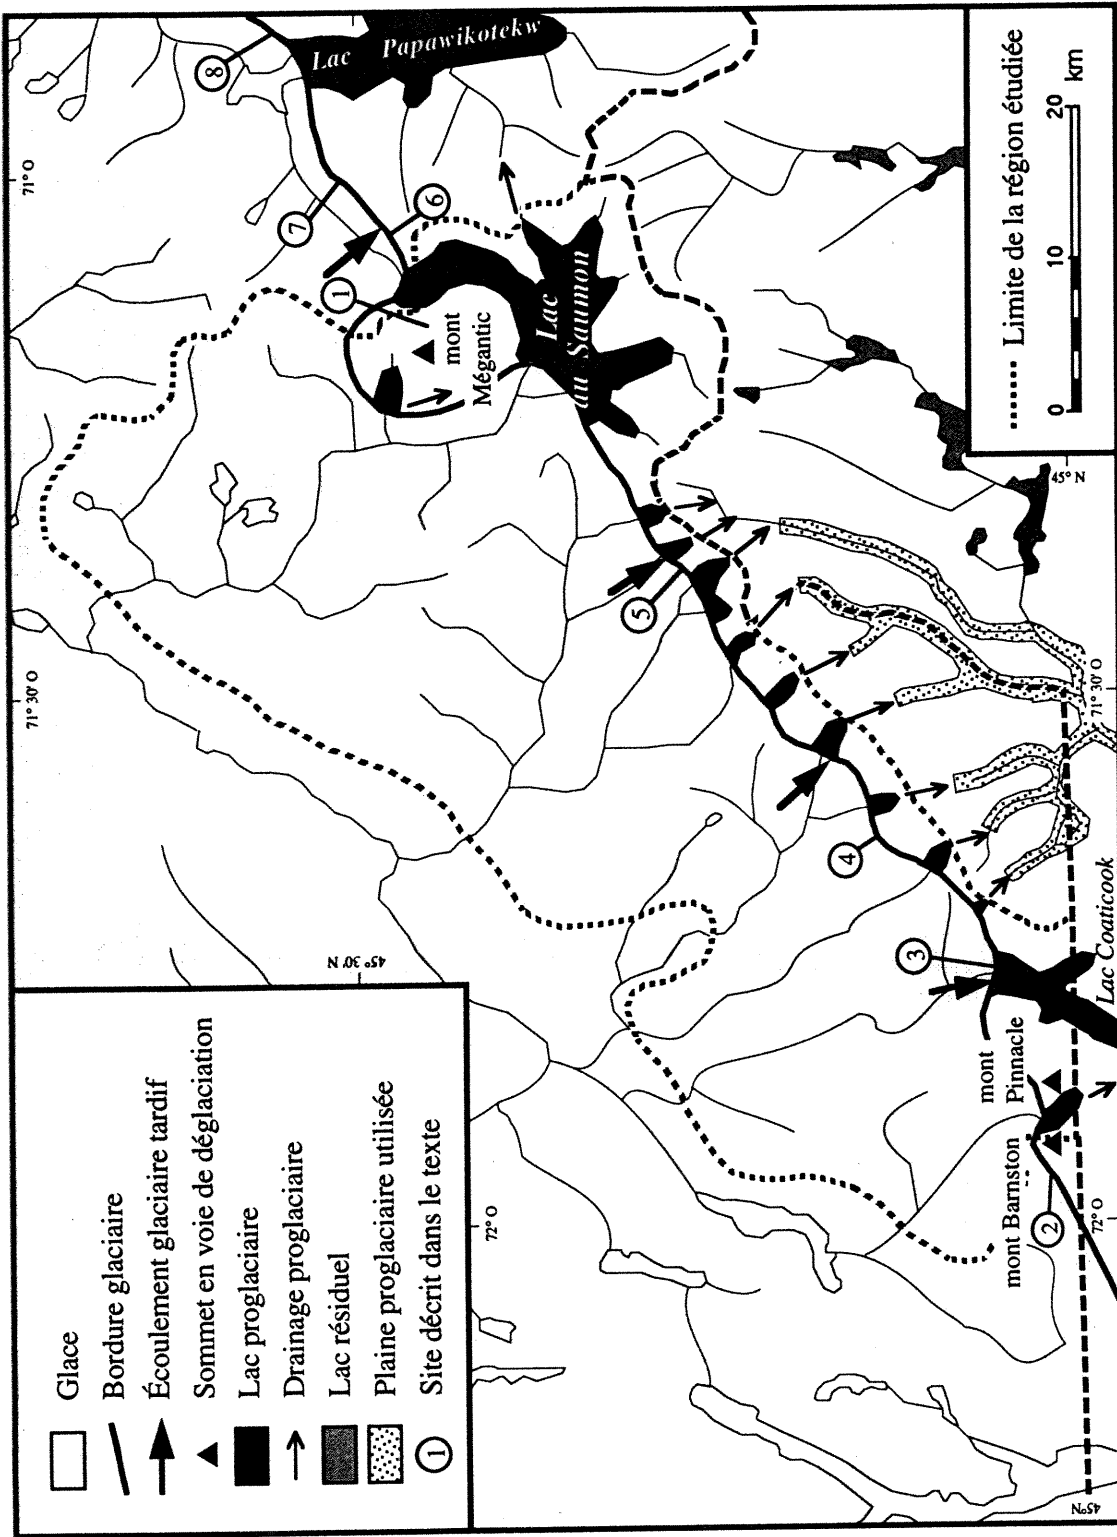 Glace
Bordure glaciaire
Écoulement glaciaire tardif
Sommet en voie de déglaciation
Lac proglaciaire
Drainage proglaciaire
Lac résiduel
Plaine proglaciaire utilisée
1 Site décrit dans le texte
Limite de la région étudiée
0 10 20
km
71° 30' O
71° O
45° 30' N
72° O
Lac Papawikotekw
8
7
6
1
mont
Mégantic
Lac
au Saumon
5
4
3
mont
Pinnacle
mont Barnston
2
Lac Coaticook
45°N
72° O
71° 30' O
45° N